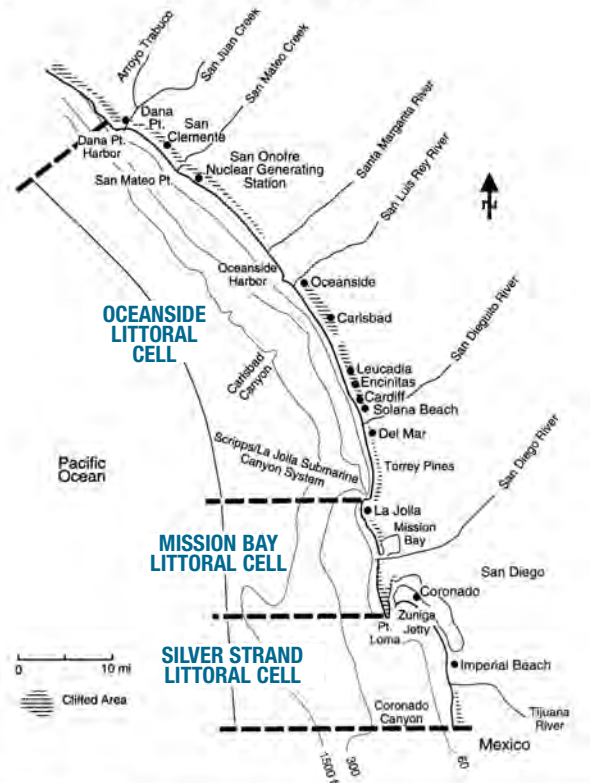 Arroyo Trabuco
San Juan Creek
San Mateo Creek
Dana
Pt.
San
Clemente
Dana Pt.
Harbor
San Mateo Pt.
San Onofre
Nuclear Generating
Station
Santa Margarita River
San Luis Rey River
Oceanside
Harbor
Oceanside
OCEANSIDE
LITTORAL
CELL
Carlsbad
Carlsbad
Canyon
San Dieguito River
Leucadia
Encinitas
Cardiff
Solana Beach
Del Mar
Scripps/La Jolla Submarine
Canyon System
Torrey Pines
Pacific
Ocean
San Diego River
La Jolla
Mission
Bay
MISSION BAY
LITTORAL CELL
San Diego
Coronado
Pt.
Loma
Zuniga
Jetty
SILVER STRAND
LITTORAL CELL
0 10 mi
Imperial Beach
Cliffed Area
Coronado
Canyon
Tijuana
River
Mexico
1500 f
300
60